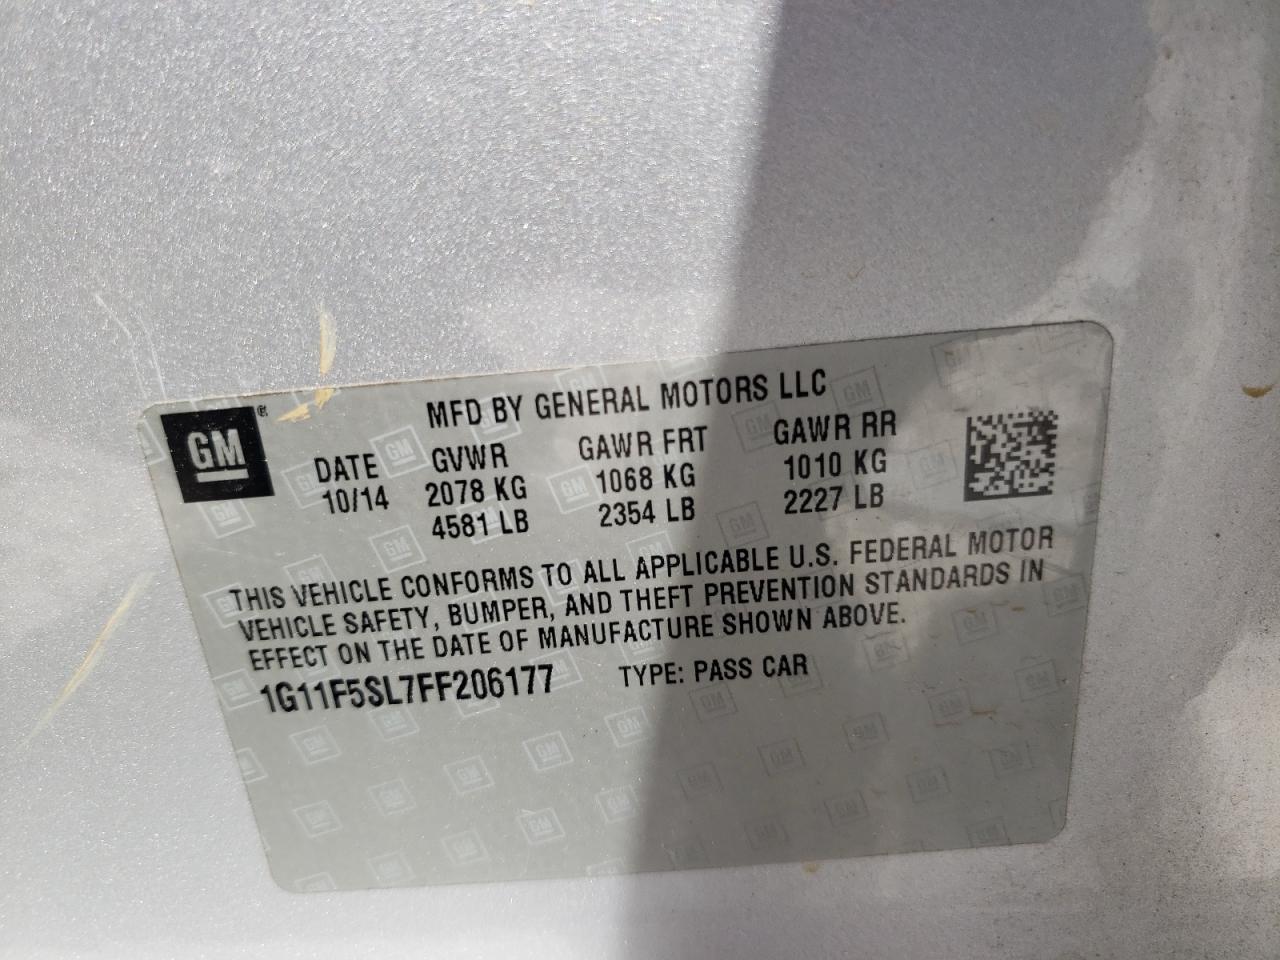 GM ®
MFD BY GENERAL MOTORS LLC
DATE GVWR GAWR FRT GAWR RR
10/14 2078 KG 1068 KG 1010 KG
4581 LB 2354 LB 2227 LB
THIS VEHICLE CONFORMS TO ALL APPLICABLE U.S. FEDERAL MOTOR
VEHICLE SAFETY, BUMPER, AND THEFT PREVENTION STANDARDS IN
EFFECT ON THE DATE OF MANUFACTURE SHOWN ABOVE.
1G11F5SL7FF206177 TYPE: PASS CAR